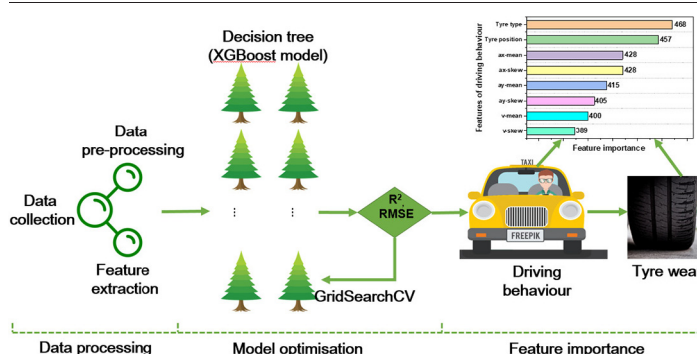 Decision tree
(XGBoost model)
Data
pre-processing
Data
collection
Feature
extraction
...
...
R²,
RMSE
GridSearchCV
Features of driving behaviour
Tyre type
468
Tyre position
457
ax-mean
428
ax-skew
428
ay-mean
415
ay-skew
405
v-mean
400
v-skew
389
Feature importance
TAXI
FREEPIK
Driving
behaviour
Tyre wea
Data processing
Model optimisation
Feature importance